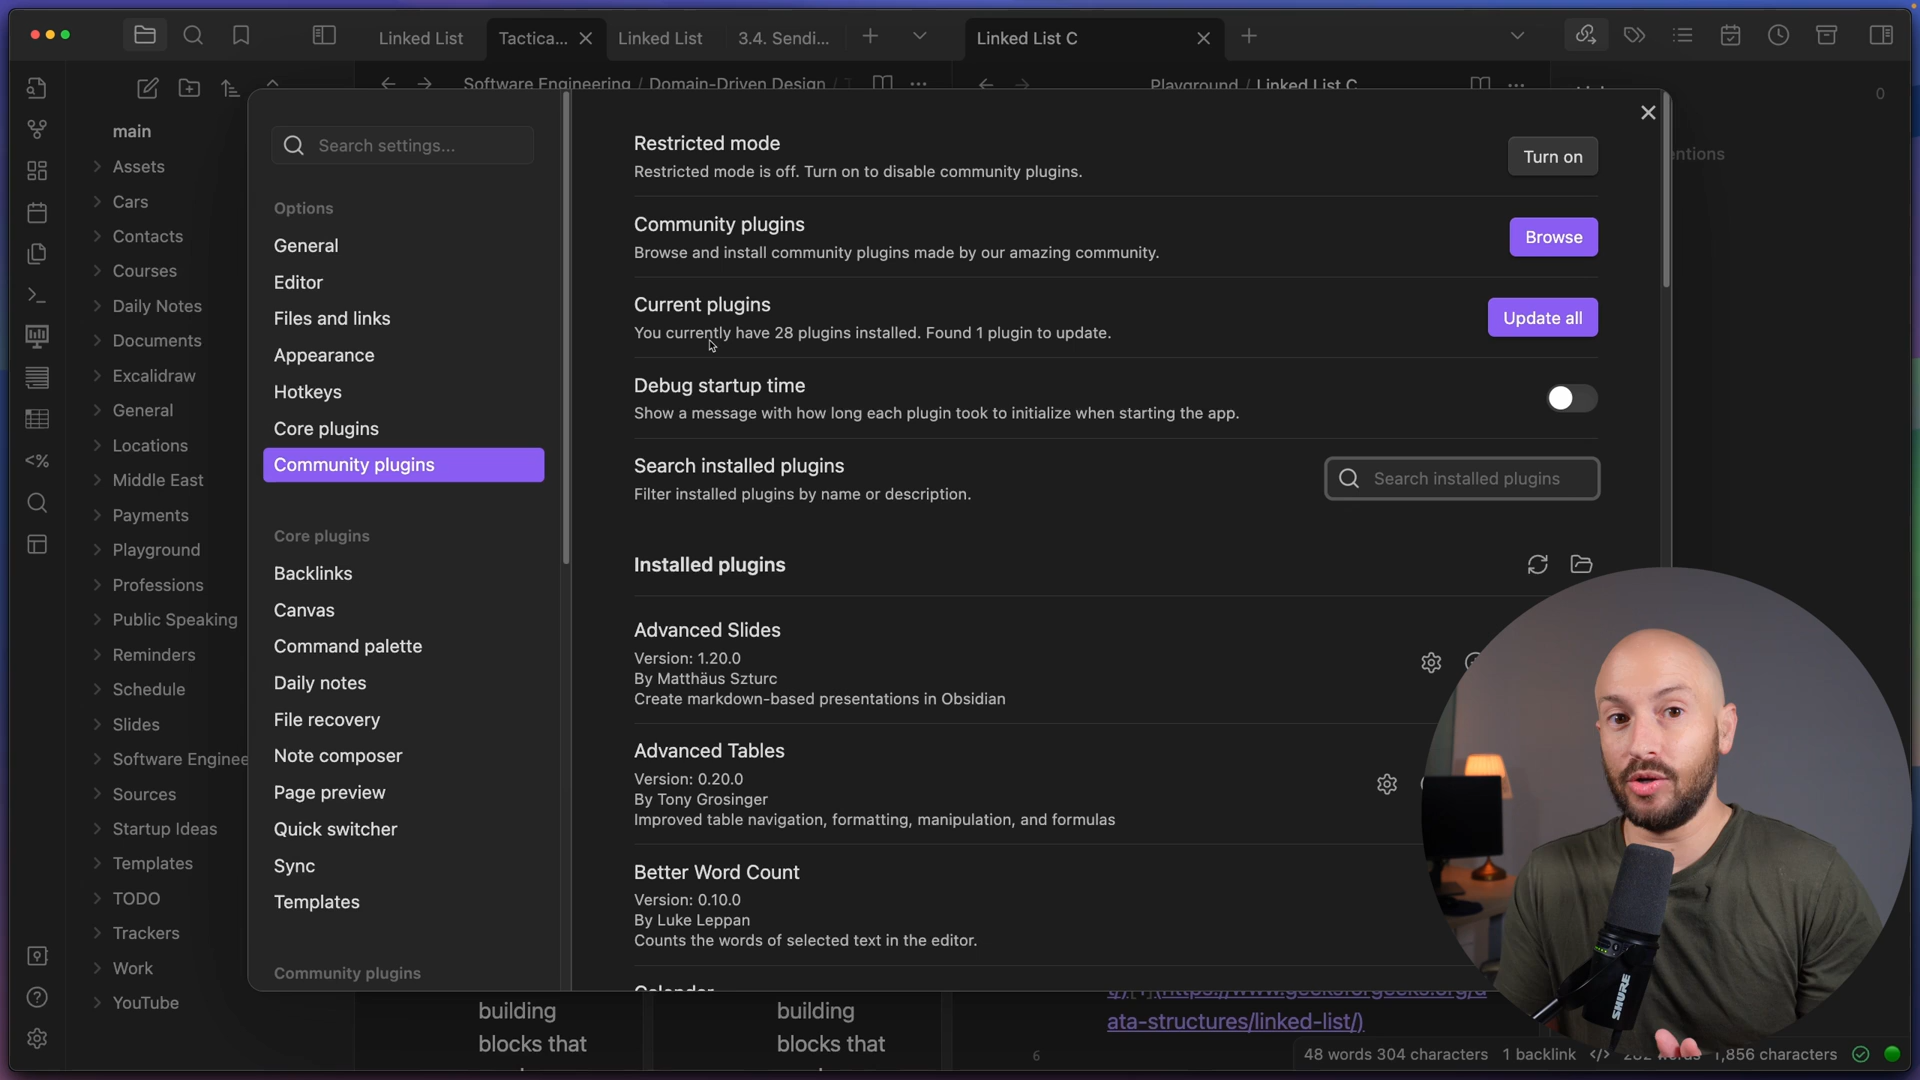 Linked List
Tactica...
Linked List
3.4. Sendi...
Linked List C
Software Engineering / Domain-Driven Design /
Playground / Linked List C
0
main
Assets
Cars
Contacts
Courses
Daily Notes
Documents
Excalidraw
General
Locations
Middle East
Payments
Playground
Professions
Public Speaking
Reminders
Schedule
Slides
Software Enginee
Sources
Startup Ideas
Templates
TODO
Trackers
Work
YouTube
Search settings...
Options
General
Editor
Files and links
Appearance
Hotkeys
Core plugins
Community plugins
Core plugins
Backlinks
Canvas
Command palette
Daily notes
File recovery
Note composer
Page preview
Quick switcher
Sync
Templates
Community plugins
Restricted mode
Restricted mode is off. Turn on to disable community plugins.
Turn on
Community plugins
Browse and install community plugins made by our amazing community.
Browse
Current plugins
You currently have 28 plugins installed. Found 1 plugin to update.
Update all
Debug startup time
Show a message with how long each plugin took to initialize when starting the app.
Search installed plugins
Filter installed plugins by name or description.
Search installed plugins
Installed plugins
Advanced Slides
Version: 1.20.0
By Matthäus Szturc
Create markdown-based presentations in Obsidian
Advanced Tables
Version: 0.20.0
By Tony Grosinger
Improved table navigation, formatting, manipulation, and formulas
Better Word Count
Version: 0.10.0
By Luke Leppan
Counts the words of selected text in the editor.
Calendar
entions
building
blocks that
building
blocks that
ata-structures/linked-list/)
6
48 words 304 characters
1 backlink
</>
1,856 characters
SHURE